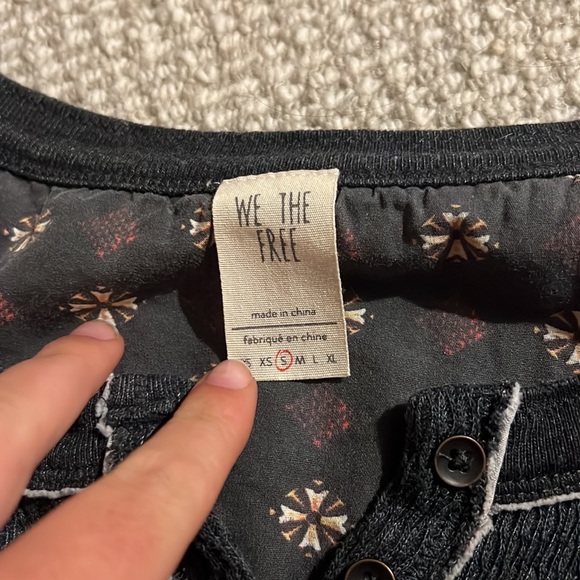 WE THE
FREE
made in china
fabriqué en chine
XS S M L XL